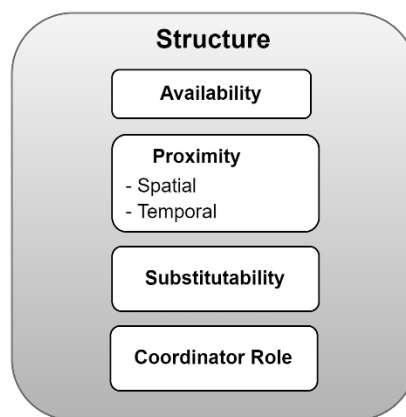 Structure
Availability
Proximity
- Spatial
- Temporal
Substitutability
Coordinator Role